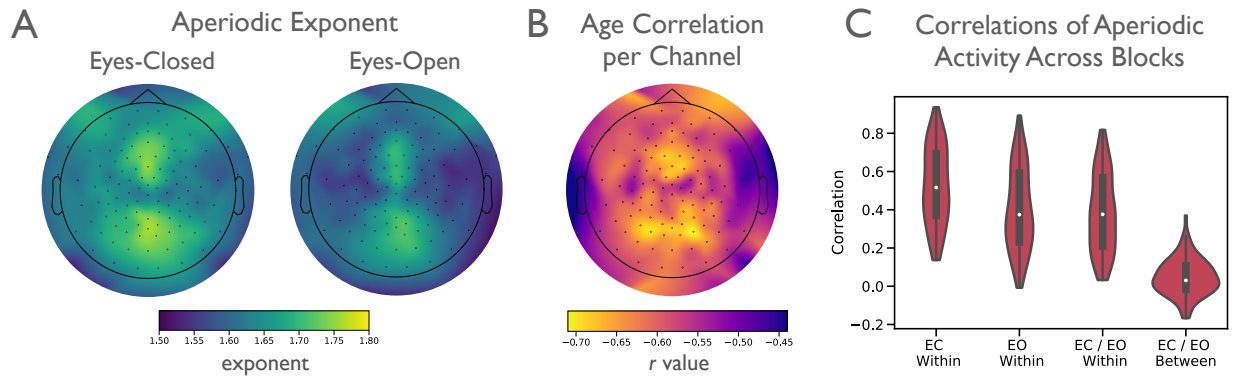 A
Aperiodic Exponent
Eyes-Closed
Eyes-Open
1.50 1.55 1.60 1.65 1.70 1.75 1.80
exponent
B
Age Correlation
per Channel
−0.70 −0.65 −0.60 −0.55 −0.50 −0.45
r value
C
Correlations of Aperiodic
Activity Across Blocks
Correlation
0.8
0.6
0.4
0.2
0.0
−0.2
EC
Within
EO
Within
EC / EO
Within
EC / EO
Between